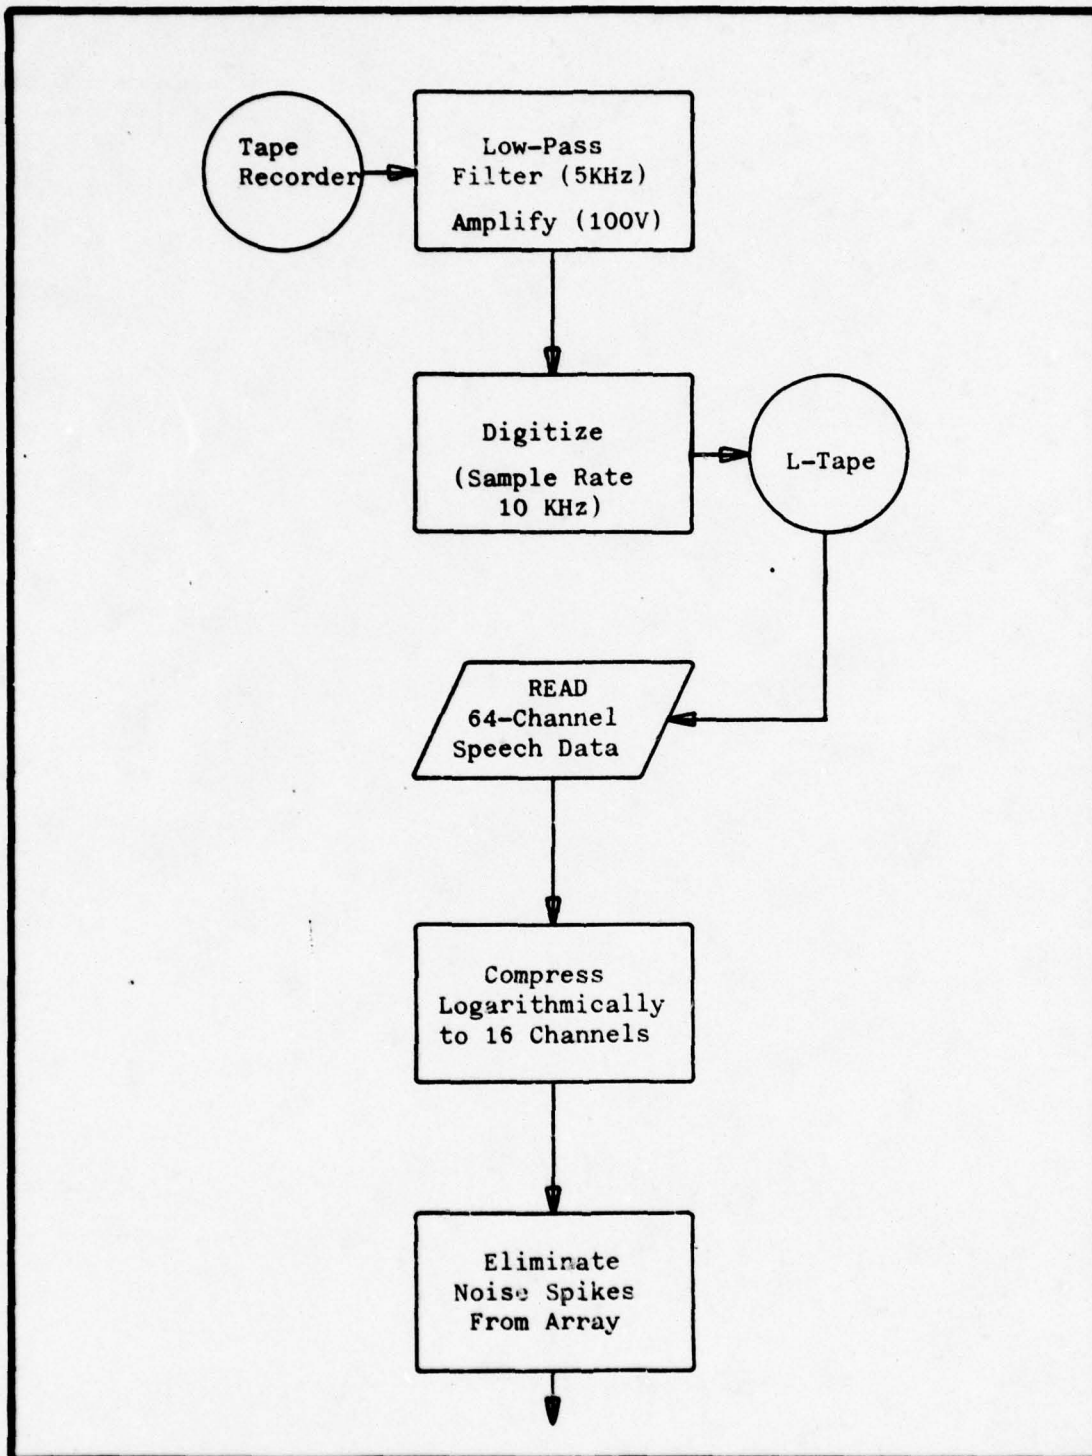 Tape
Recorder
Low-Pass
Filter (5KHz)
Amplify (100V)
Digitize
(Sample Rate
10 KHz)
L-Tape
READ
64-Channel
Speech Data
Compress
Logarithmically
to 16 Channels
Eliminate
Noise Spikes
From Array